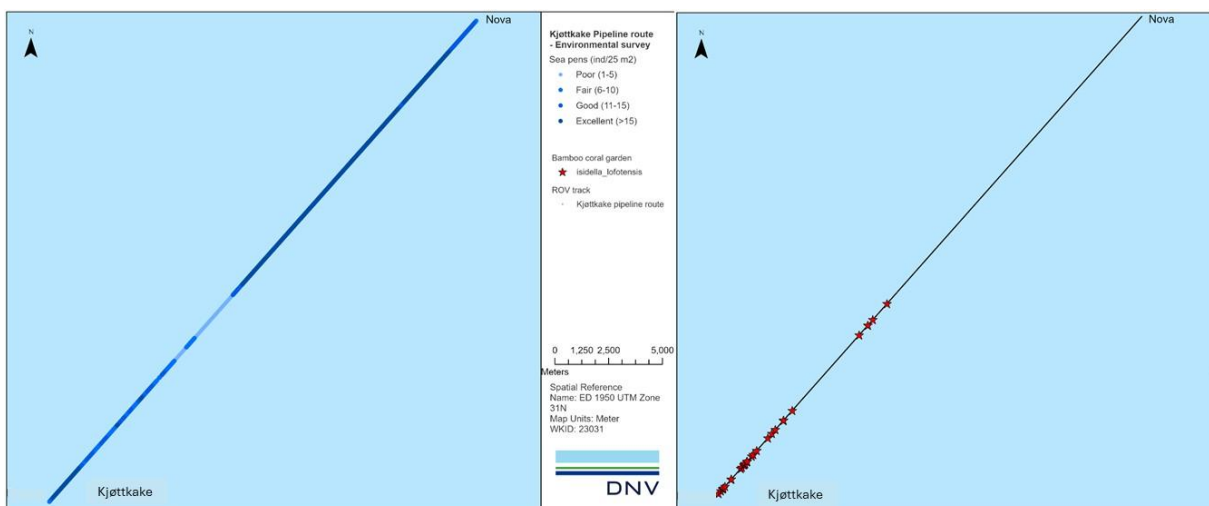 Nova
N
Kjøttkake
Kjøttkake Pipeline route
- Environmental survey
Sea pens (ind/25 m2)
Poor (1-5)
Fair (6-10)
Good (11-15)
Excellent (>15)
Bamboo coral garden
isidella_lofotensis
ROV track
Kjøttkake pipeline route
0 1,250 2,500 5,000
Meters
Spatial Reference
Name: ED 1950 UTM Zone
31N
Map Units: Meter
WKID: 23031
DNV
Nova
N
Kjøttkake